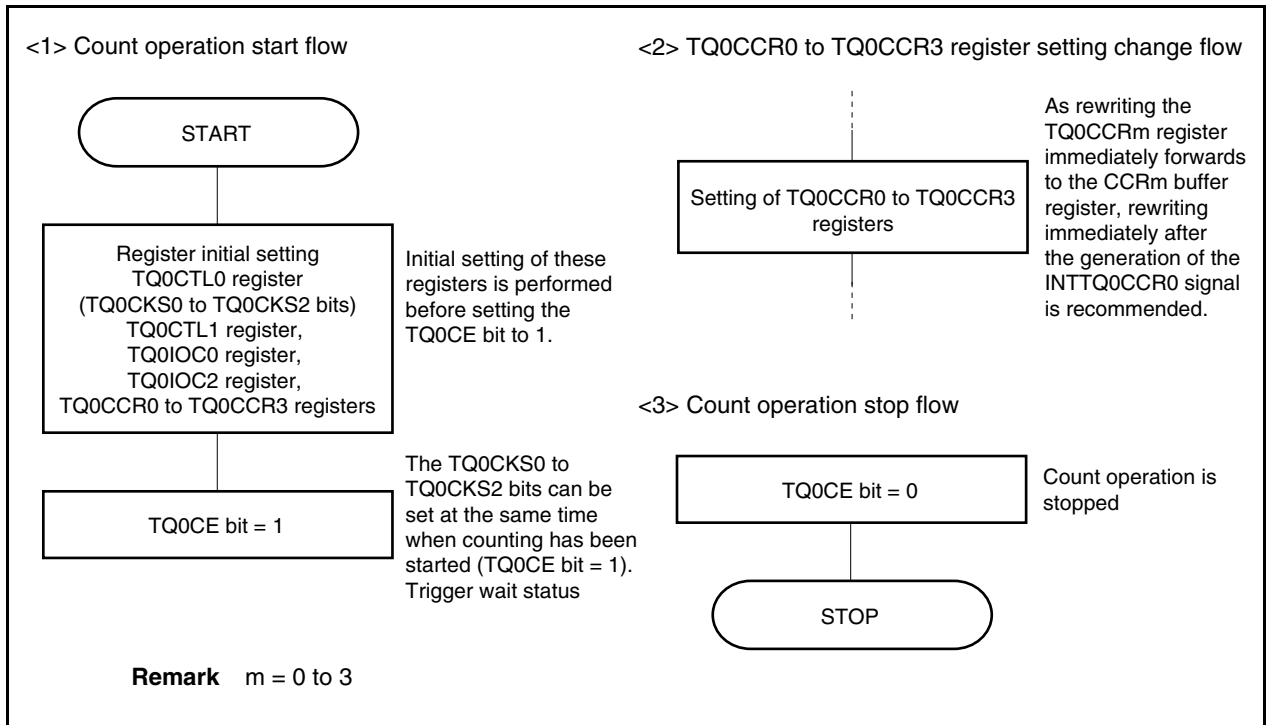 <1> Count operation start flow
START
Register initial setting
TQ0CTL0 register
(TQ0CKS0 to TQ0CKS2 bits)
TQ0CTL1 register,
TQ0IOC0 register,
TQ0IOC2 register,
TQ0CCR0 to TQ0CCR3 registers
Initial setting of these
registers is performed
before setting the
TQ0CE bit to 1.
TQ0CE bit = 1
The TQ0CKS0 to
TQ0CKS2 bits can be
set at the same time
when counting has been
started (TQ0CE bit = 1).
Trigger wait status
<2> TQ0CCR0 to TQ0CCR3 register setting change flow
Setting of TQ0CCR0 to TQ0CCR3
registers
As rewriting the
TQ0CCRm register
immediately forwards
to the CCRm buffer
register, rewriting
immediately after
the generation of the
INTTQ0CCR0 signal
is recommended.
<3> Count operation stop flow
TQ0CE bit = 0
Count operation is
stopped
STOP
Remark m = 0 to 3